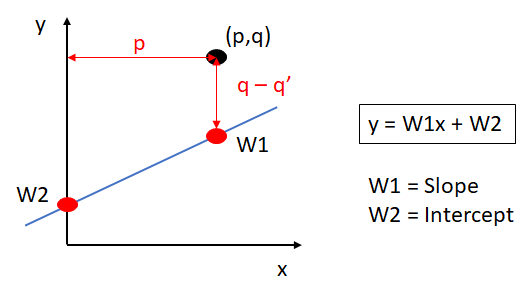 y
p
(p,q)
q – q’
W1
W2
x
y = W1x + W2
W1 = Slope
W2 = Intercept